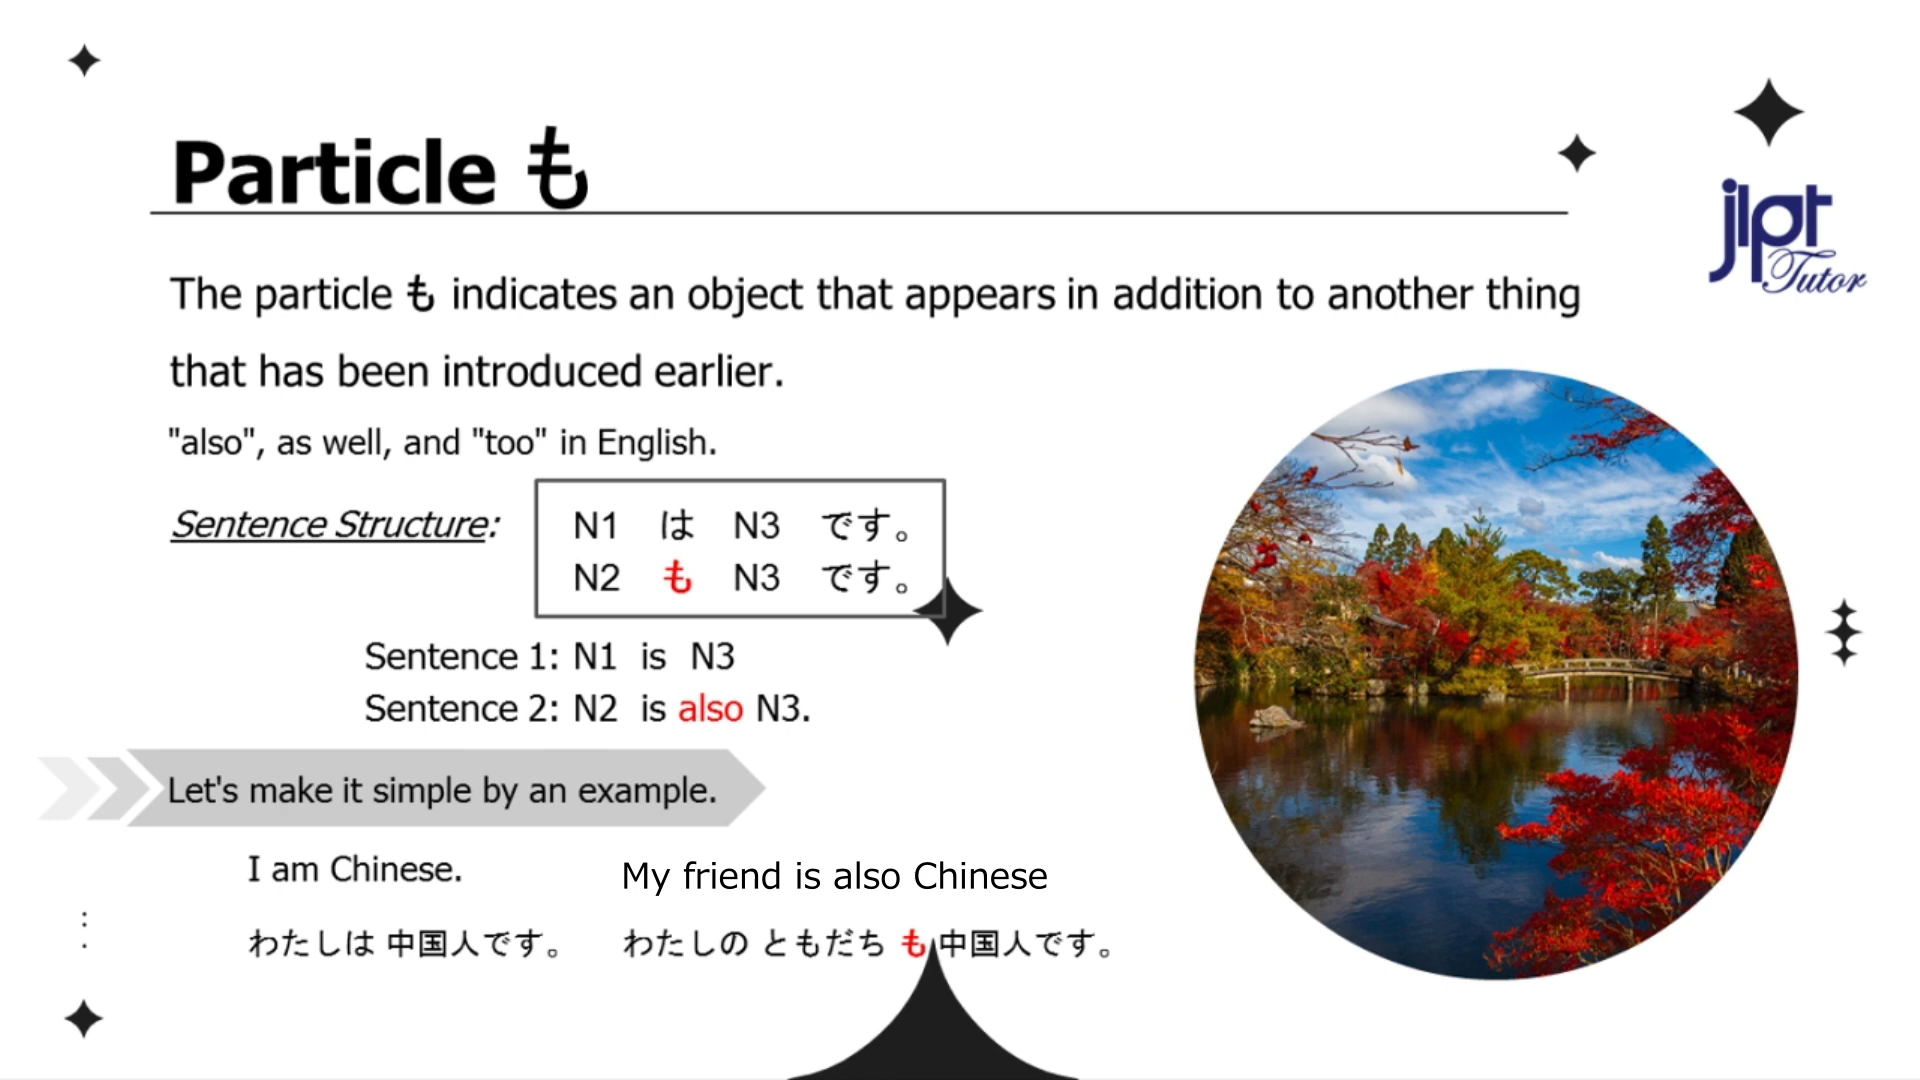 Particle も
jlpt
Tutor
The particle も indicates an object that appears in addition to another thing
that has been introduced earlier.
"also", as well, and "too" in English.
Sentence Structure:
N1 は N3 です。
N2 も N3 です。
Sentence 1: N1 is N3
Sentence 2: N2 is also N3.
Let's make it simple by an example.
I am Chinese.
わたしは 中国人です。
My friend is also Chinese
わたしの ともだち も 中国人です。